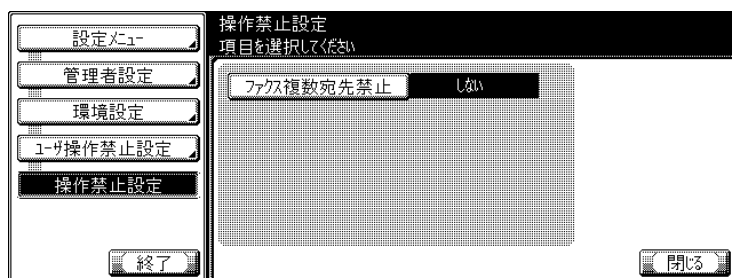 設定メニュー
管理者設定
環境設定
ユーザ操作禁止設定
操作禁止設定
終了
操作禁止設定
項目を選択してください
ファクス複数宛先禁止
しない
閉じる